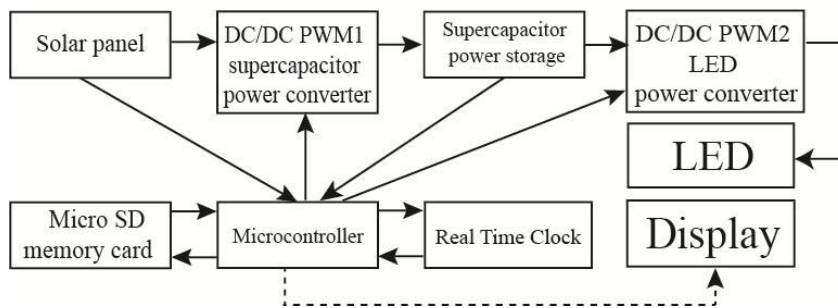 Solar panel
DC/DC PWM1
supercapacitor
power converter
Supercapacitor
power storage
DC/DC PWM2
LED
power converter
LED
Micro SD
memory card
Microcontroller
Real Time Clock
Display